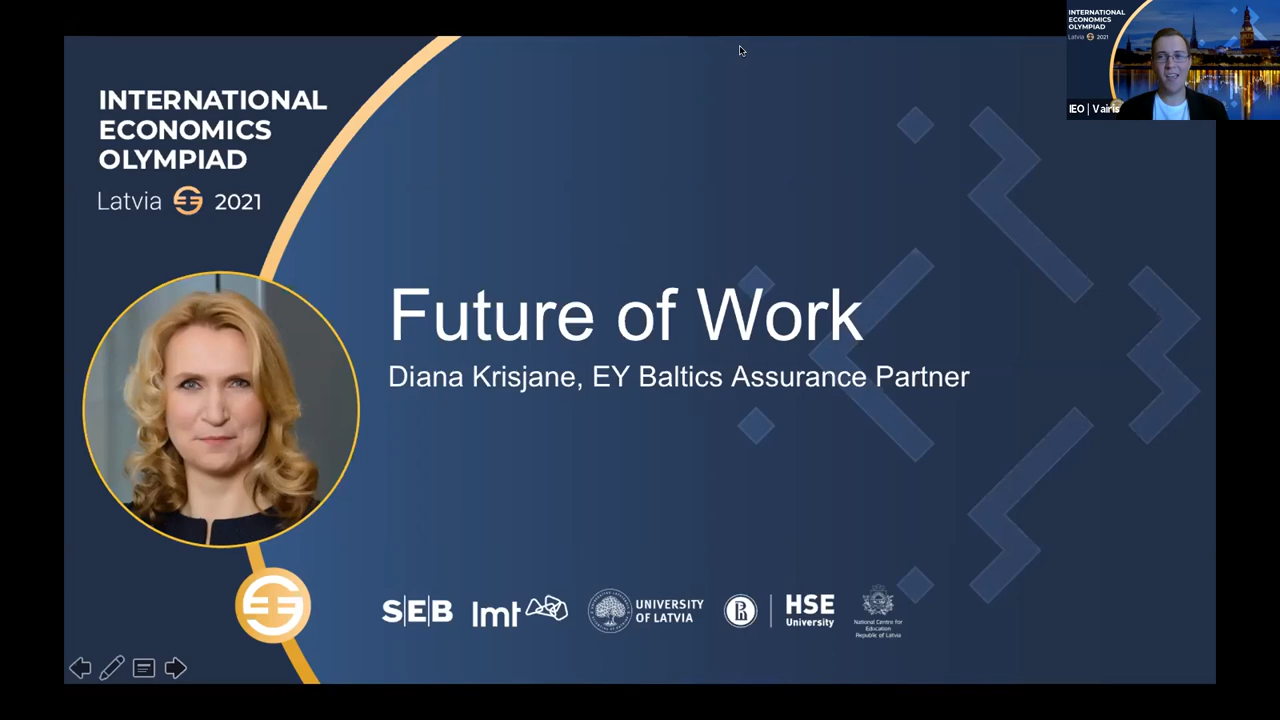 INTERNATIONAL
ECONOMICS
OLYMPIAD
Latvia 2021
Future of Work
Diana Krisjane, EY Baltics Assurance Partner
SEB
lmt
UNIVERSITY
OF LATVIA
HSE
University
National Centre for
Education
Republic of Latvia
INTERNATIONAL
ECONOMICS
OLYMPIAD
Latvia 2021
IEO | Vairis